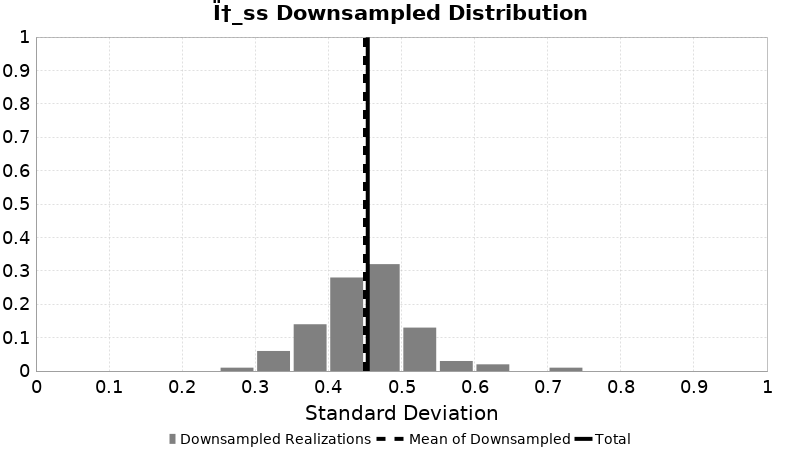 Ï†_ss Downsampled Distribution
1
0.9
0.8
0.7
0.6
0.5
0.4
0.3
0.2
0.1
0
0 0.1 0.2 0.3 0.4 0.5 0.6 0.7 0.8 0.9 1
Standard Deviation
Downsampled Realizations Mean of Downsampled Total